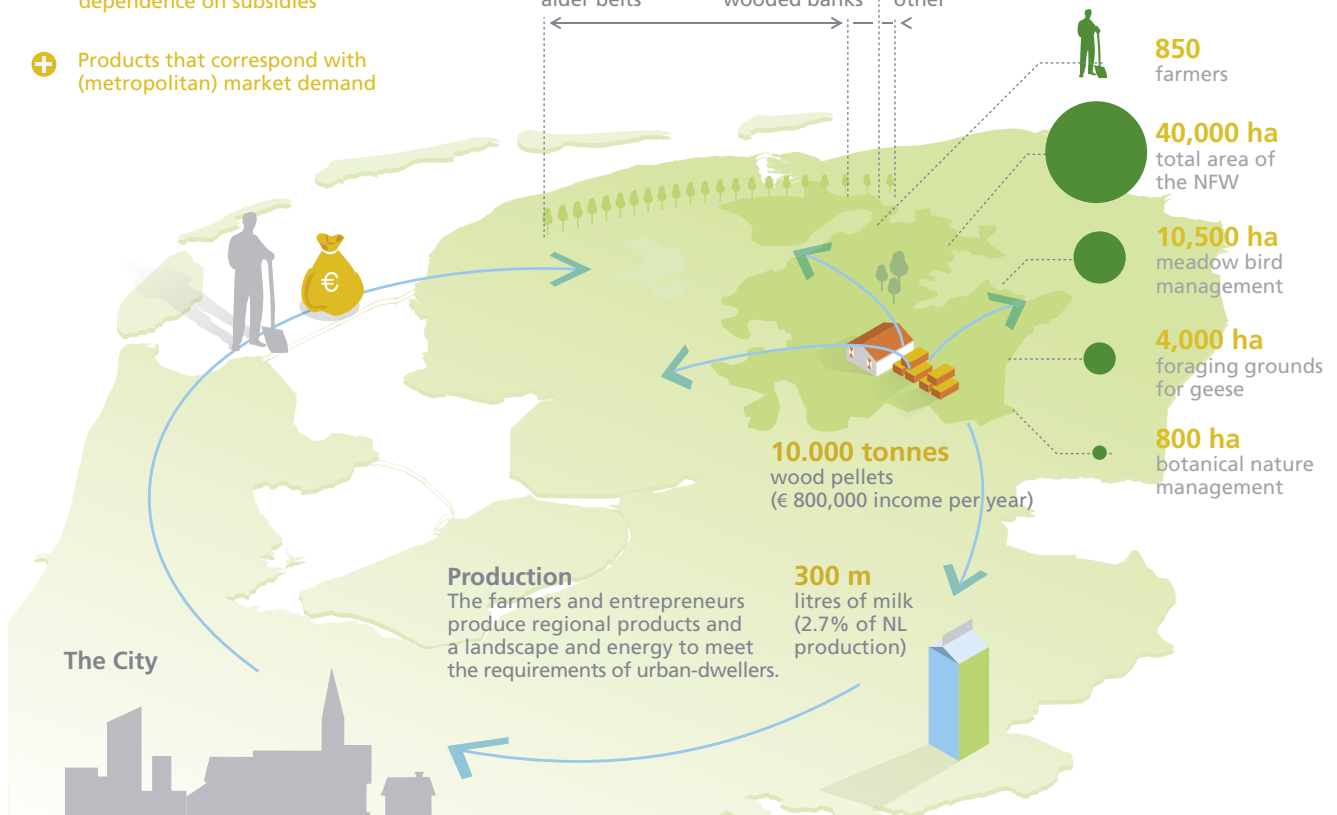 dependence on subsidies
Products that correspond with
(metropolitan) market demand
alder belts
wooded banks
other
850
farmers
40,000 ha
total area of
the NFW
10,500 ha
meadow bird
management
4,000 ha
foraging grounds
for geese
800 ha
botanical nature
management
€
10.000 tonnes
wood pellets
(€ 800,000 income per year)
Production
The farmers and entrepreneurs
produce regional products and
a landscape and energy to meet
the requirements of urban-dwellers.
300 m
litres of milk
(2.7% of NL
production)
The City